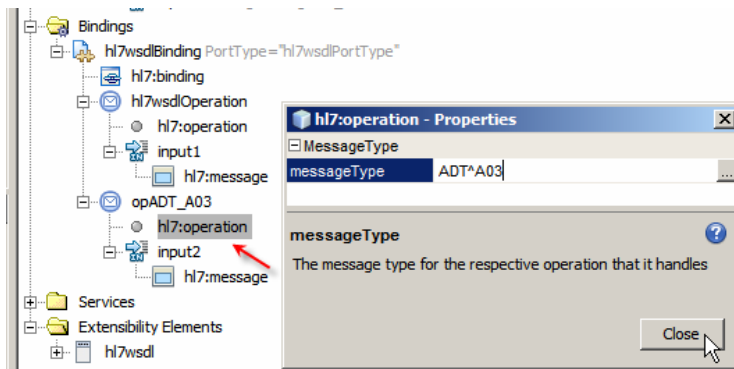 Bindings
hl7wsdlBinding PortType="hl7wsdlPortType"
hl7:binding
hl7wsdlOperation
hl7:operation
input1
hl7:message
opADT_A03
hl7:operation
input2
hl7:message
Services
Extensibility Elements
hl7wsdl
hl7:operation - Properties
MessageType
messageType ADT^A03 ...
messageType
The message type for the respective operation that it handles
Close